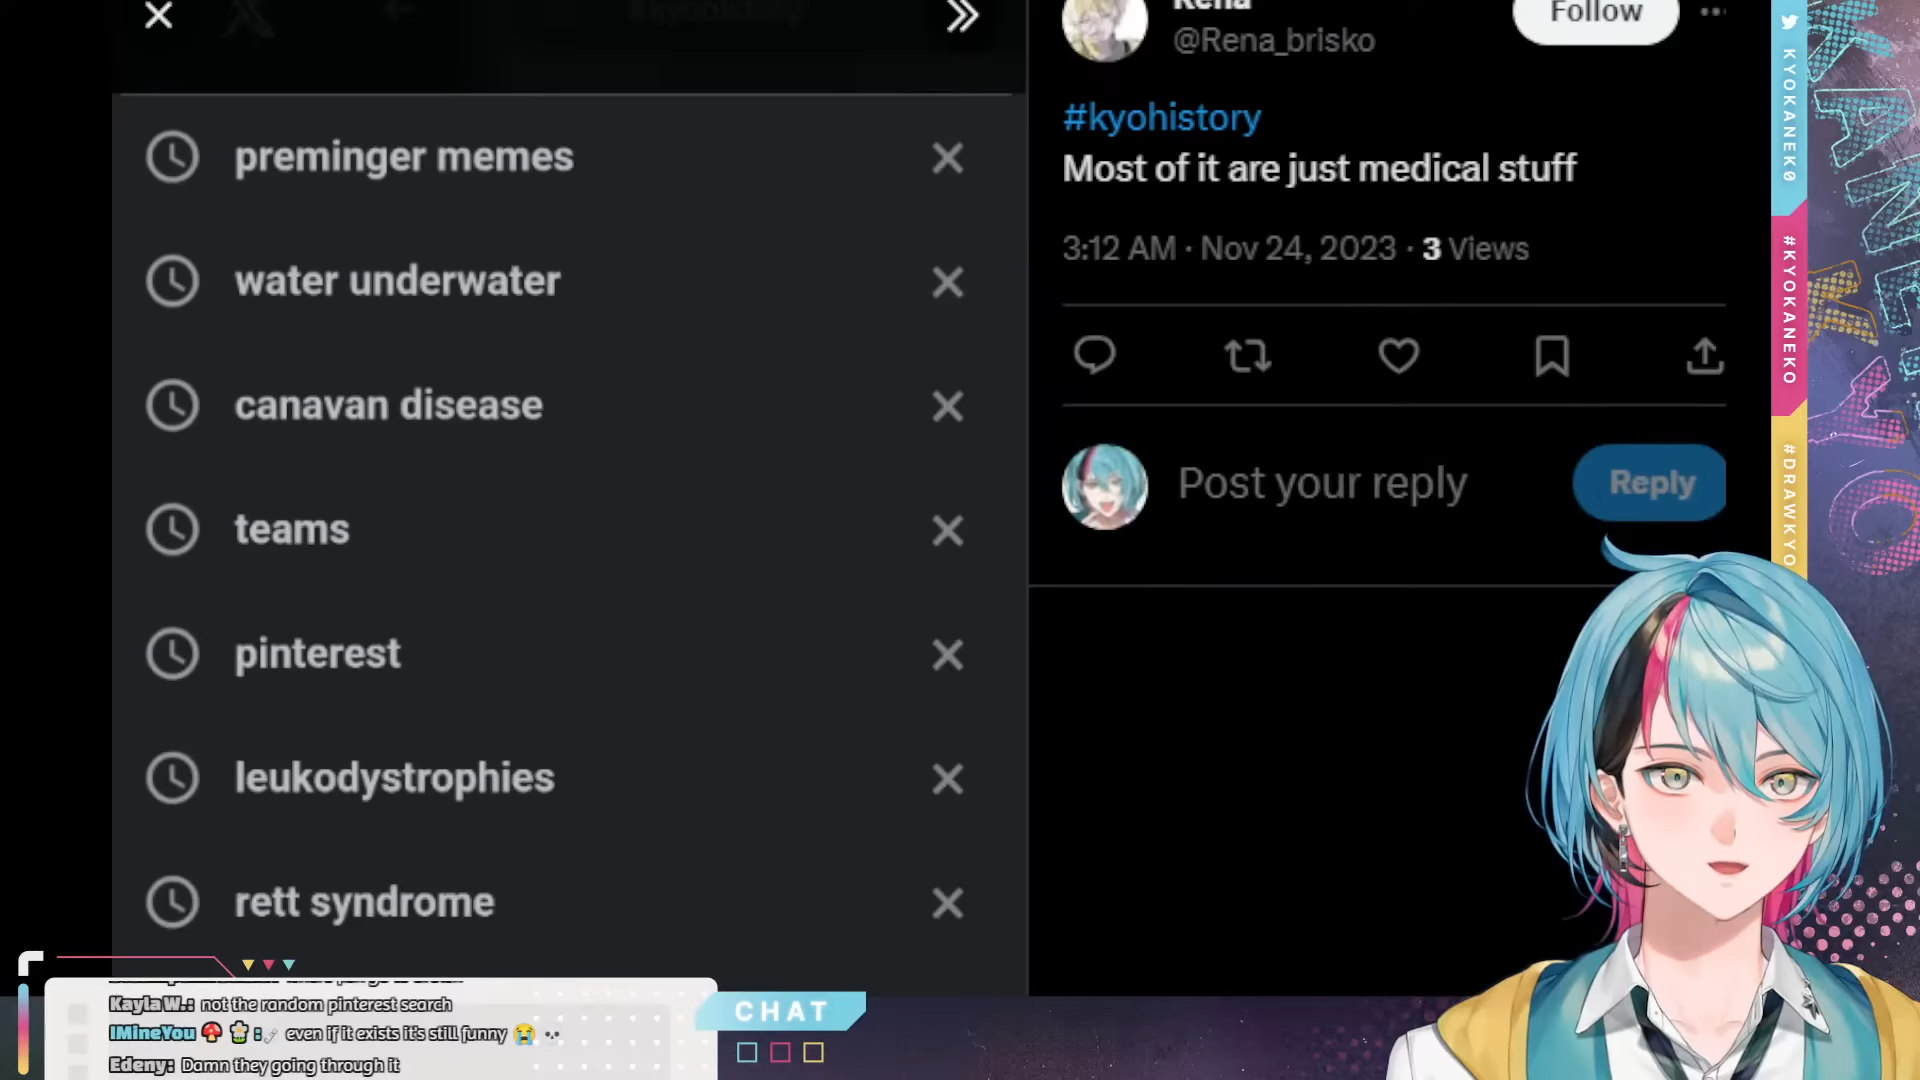 preminger memes
water underwater
canavan disease
teams
pinterest
leukodystrophies
rett syndrome
Rena
Follow
@Rena_brisko
#kyohistory
Most of it are just medical stuff
3:12 AM · Nov 24, 2023 · 3 Views
Post your reply
Reply
KYOKANEK0
#KYOKANEKO
#DRAWKYO
Kayla W.: not the random pinterest search
IMineYou 🍄 : even if it exists it's still funny 😭 💀
Edeny: Damn they going through it
CHAT